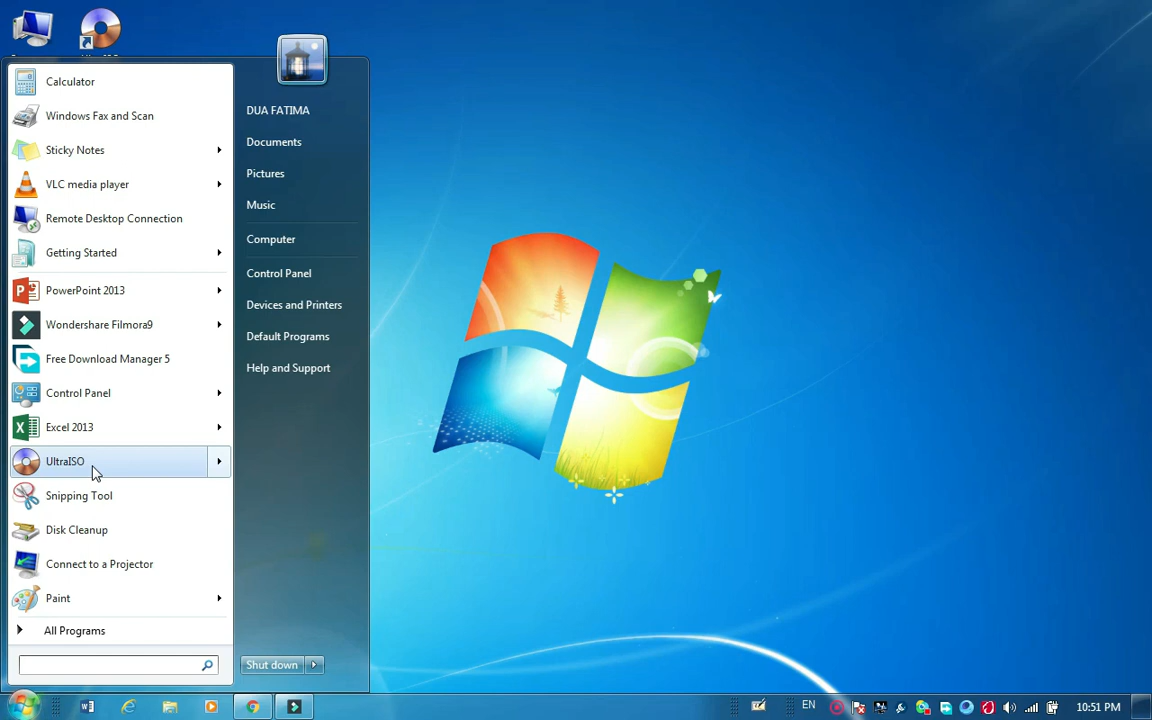 Calculator
Windows Fax and Scan
Sticky Notes
VLC media player
Remote Desktop Connection
Getting Started
PowerPoint 2013
Wondershare Filmora9
Free Download Manager 5
Control Panel
Excel 2013
UltraISO
Snipping Tool
Disk Cleanup
Connect to a Projector
Paint
All Programs
DUA FATIMA
Documents
Pictures
Music
Computer
Control Panel
Devices and Printers
Default Programs
Help and Support
Shut down
EN
10:51 PM